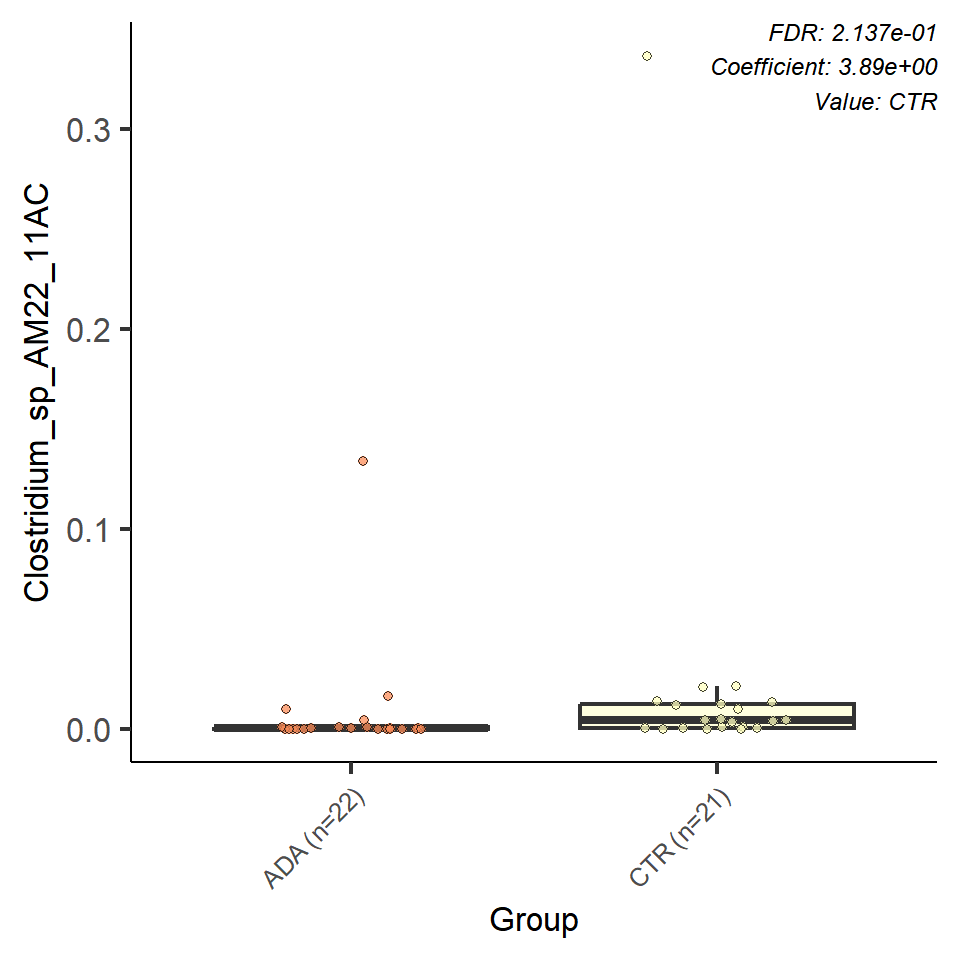 FDR: 2.137e-01
Coefficient: 3.89e+00
Value: CTR
Clostridium_sp_AM22_11AC
0.3
0.2
0.1
0.0
ADA (n=22)
CTR (n=21)
Group